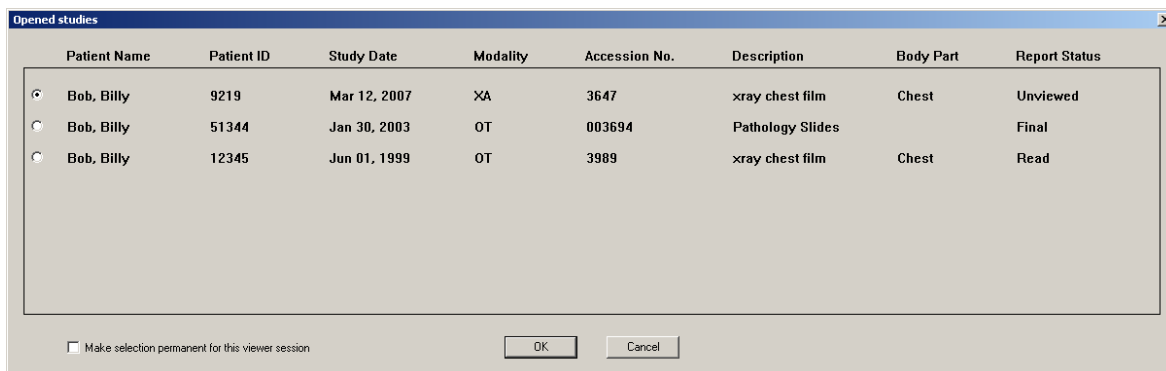 Opened studies
Patient Name Patient ID Study Date Modality Accession No. Description Body Part Report Status
Bob, Billy 9219 Mar 12, 2007 XA 3647 xray chest film Chest Unviewed
Bob, Billy 51344 Jan 30, 2003 OT 003694 Pathology Slides Final
Bob, Billy 12345 Jun 01, 1999 OT 3989 xray chest film Chest Read
Make selection permanent for this viewer session OK Cancel